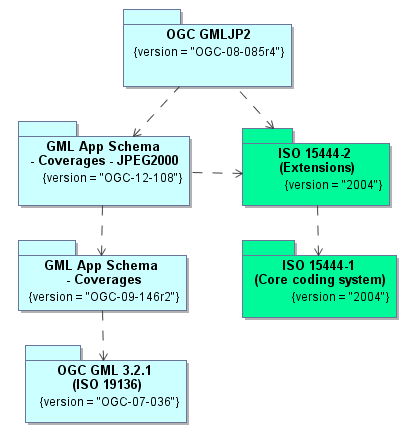 OGC GMLJP2
{version = "OGC-08-085r4"}
GML App Schema
- Coverages - JPEG2000
{version = "OGC-12-108"}
ISO 15444-2
(Extensions)
{version = "2004"}
GML App Schema
- Coverages
{version = "OGC-09-146r2"}
ISO 15444-1
(Core coding system)
{version = "2004"}
OGC GML 3.2.1
(ISO 19136)
{version = "OGC-07-036"}